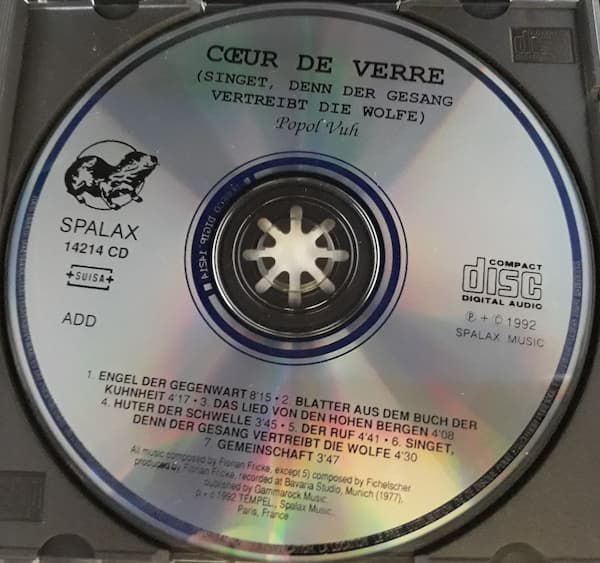 CŒUR DE VERRE
(SINGET, DENN DER GESANG
VERTREIBT DIE WOLFE)
Popol Vuh
SPALAX
14214 CD
SUISA
ADD
COMPACT
disc
DIGITAL AUDIO
℗ + © 1992
SPALAX MUSIC
1. ENGEL DER GEGENWART 8'15 • 2. BLATTER AUS DEM BUCH DER
KUHNHEIT 4'17 • 3. DAS LIED VON DEN HOHEN BERGEN 4'08
4. HUTER DER SCHWELLE 3'45 • 5. DER RUF 4'41 • 6. SINGET,
DENN DER GESANG VERTREIBT DIE WOLFE 4'30
7. GEMEINSCHAFT 3'47
All music composed by Florian Fricke, except 5) composed by Fichelscher
produced by Florian Fricke, recorded at Bavaria Studio, Munich (1977),
published by Gammarock Music.
p + © 1992 TEMPEL, Spalax Music.
Paris, France